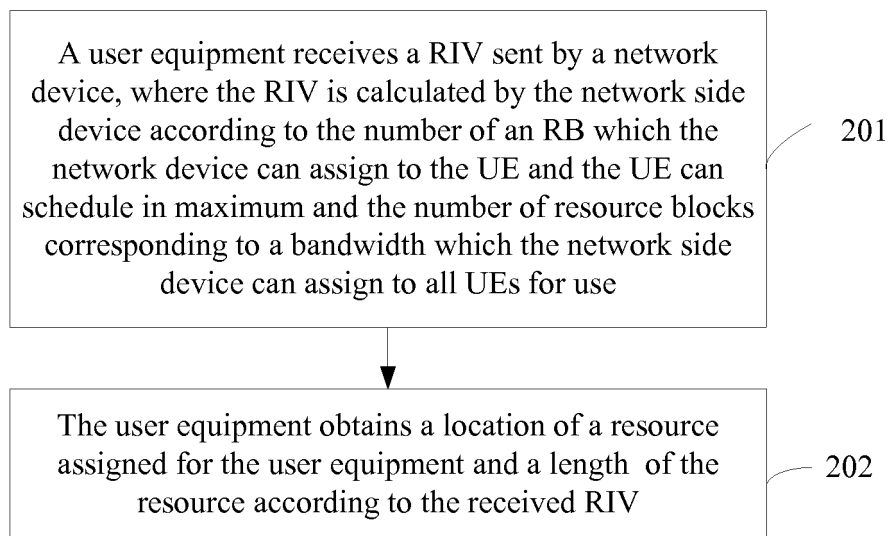 A user equipment receives a RIV sent by a network
device, where the RIV is calculated by the network side
device according to the number of an RB which the
network device can assign to the UE and the UE can
schedule in maximum and the number of resource blocks
corresponding to a bandwidth which the network side
device can assign to all UEs for use
201
The user equipment obtains a location of a resource
assigned for the user equipment and a length of the
resource according to the received RIV
202